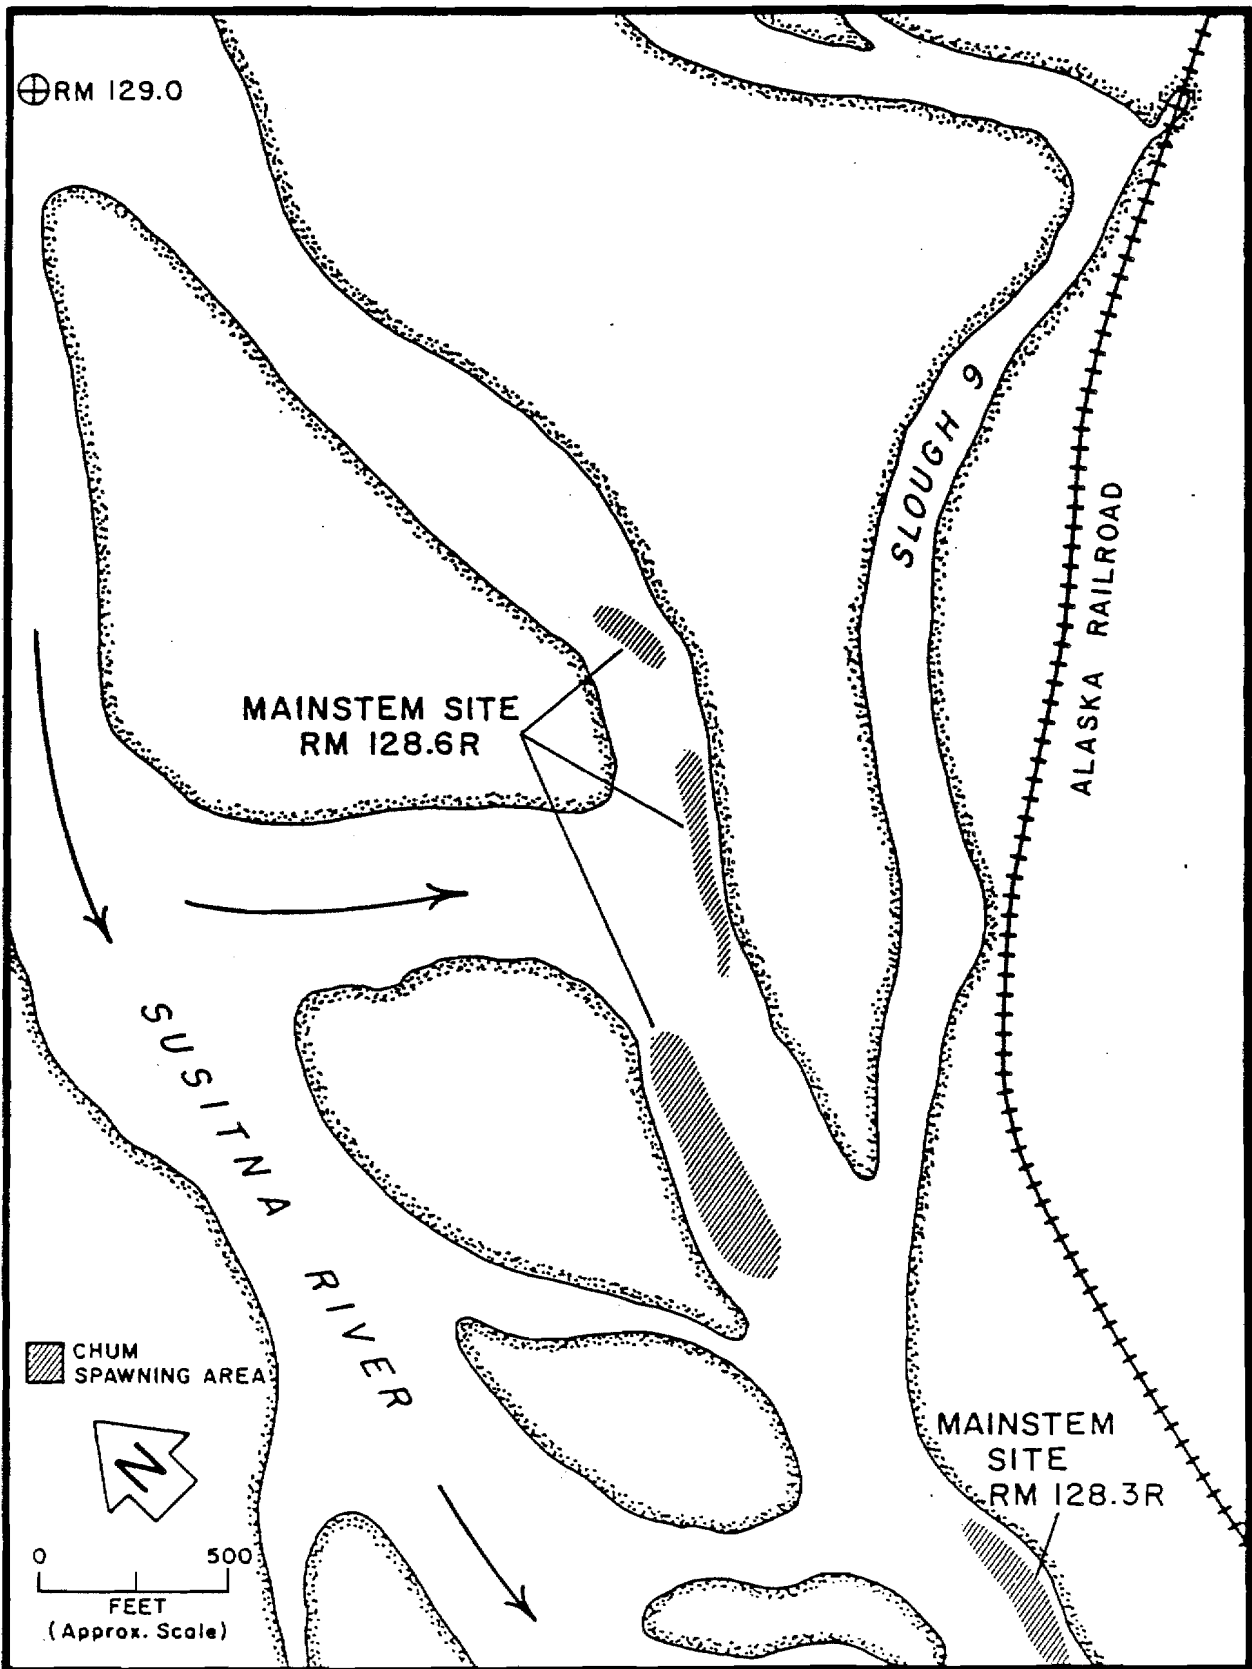 RM 129.0
SLOUGH 9
ALASKA RAILROAD
MAINSTEM SITE
RM 128.6R
SUSITNA RIVER
CHUM
SPAWNING AREA
N
0 500
FEET
(Approx. Scale)
MAINSTEM
SITE
RM 128.3R